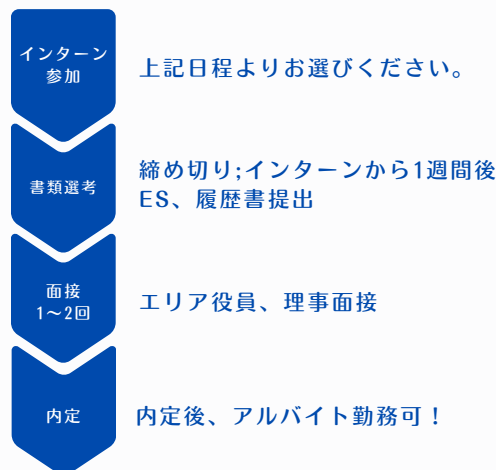 インターン
参加
上記日程よりお選びください。
書類選考
締め切り;インターンから1週間後
ES、履歴書提出
面接
1〜2回
エリア役員、理事面接
内定
内定後、アルバイト勤務可！